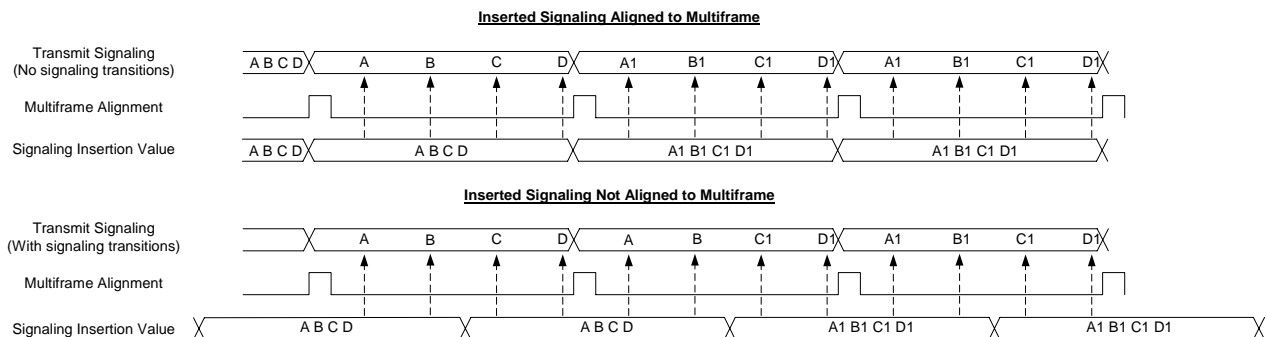 Inserted Signaling Aligned to Multiframe
Transmit Signaling
(No signaling transitions)
A B C D A B C D A1 B1 C1 D1 A1 B1 C1 D1
Multiframe Alignment
Signaling Insertion Value
A B C D A B C D A1 B1 C1 D1 A1 B1 C1 D1
Inserted Signaling Not Aligned to Multiframe
Transmit Signaling
(With signaling transitions)
A B C D A B C1 D1 A1 B1 C1 D1
Multiframe Alignment
Signaling Insertion Value
A B C D A B C D A1 B1 C1 D1 A1 B1 C1 D1